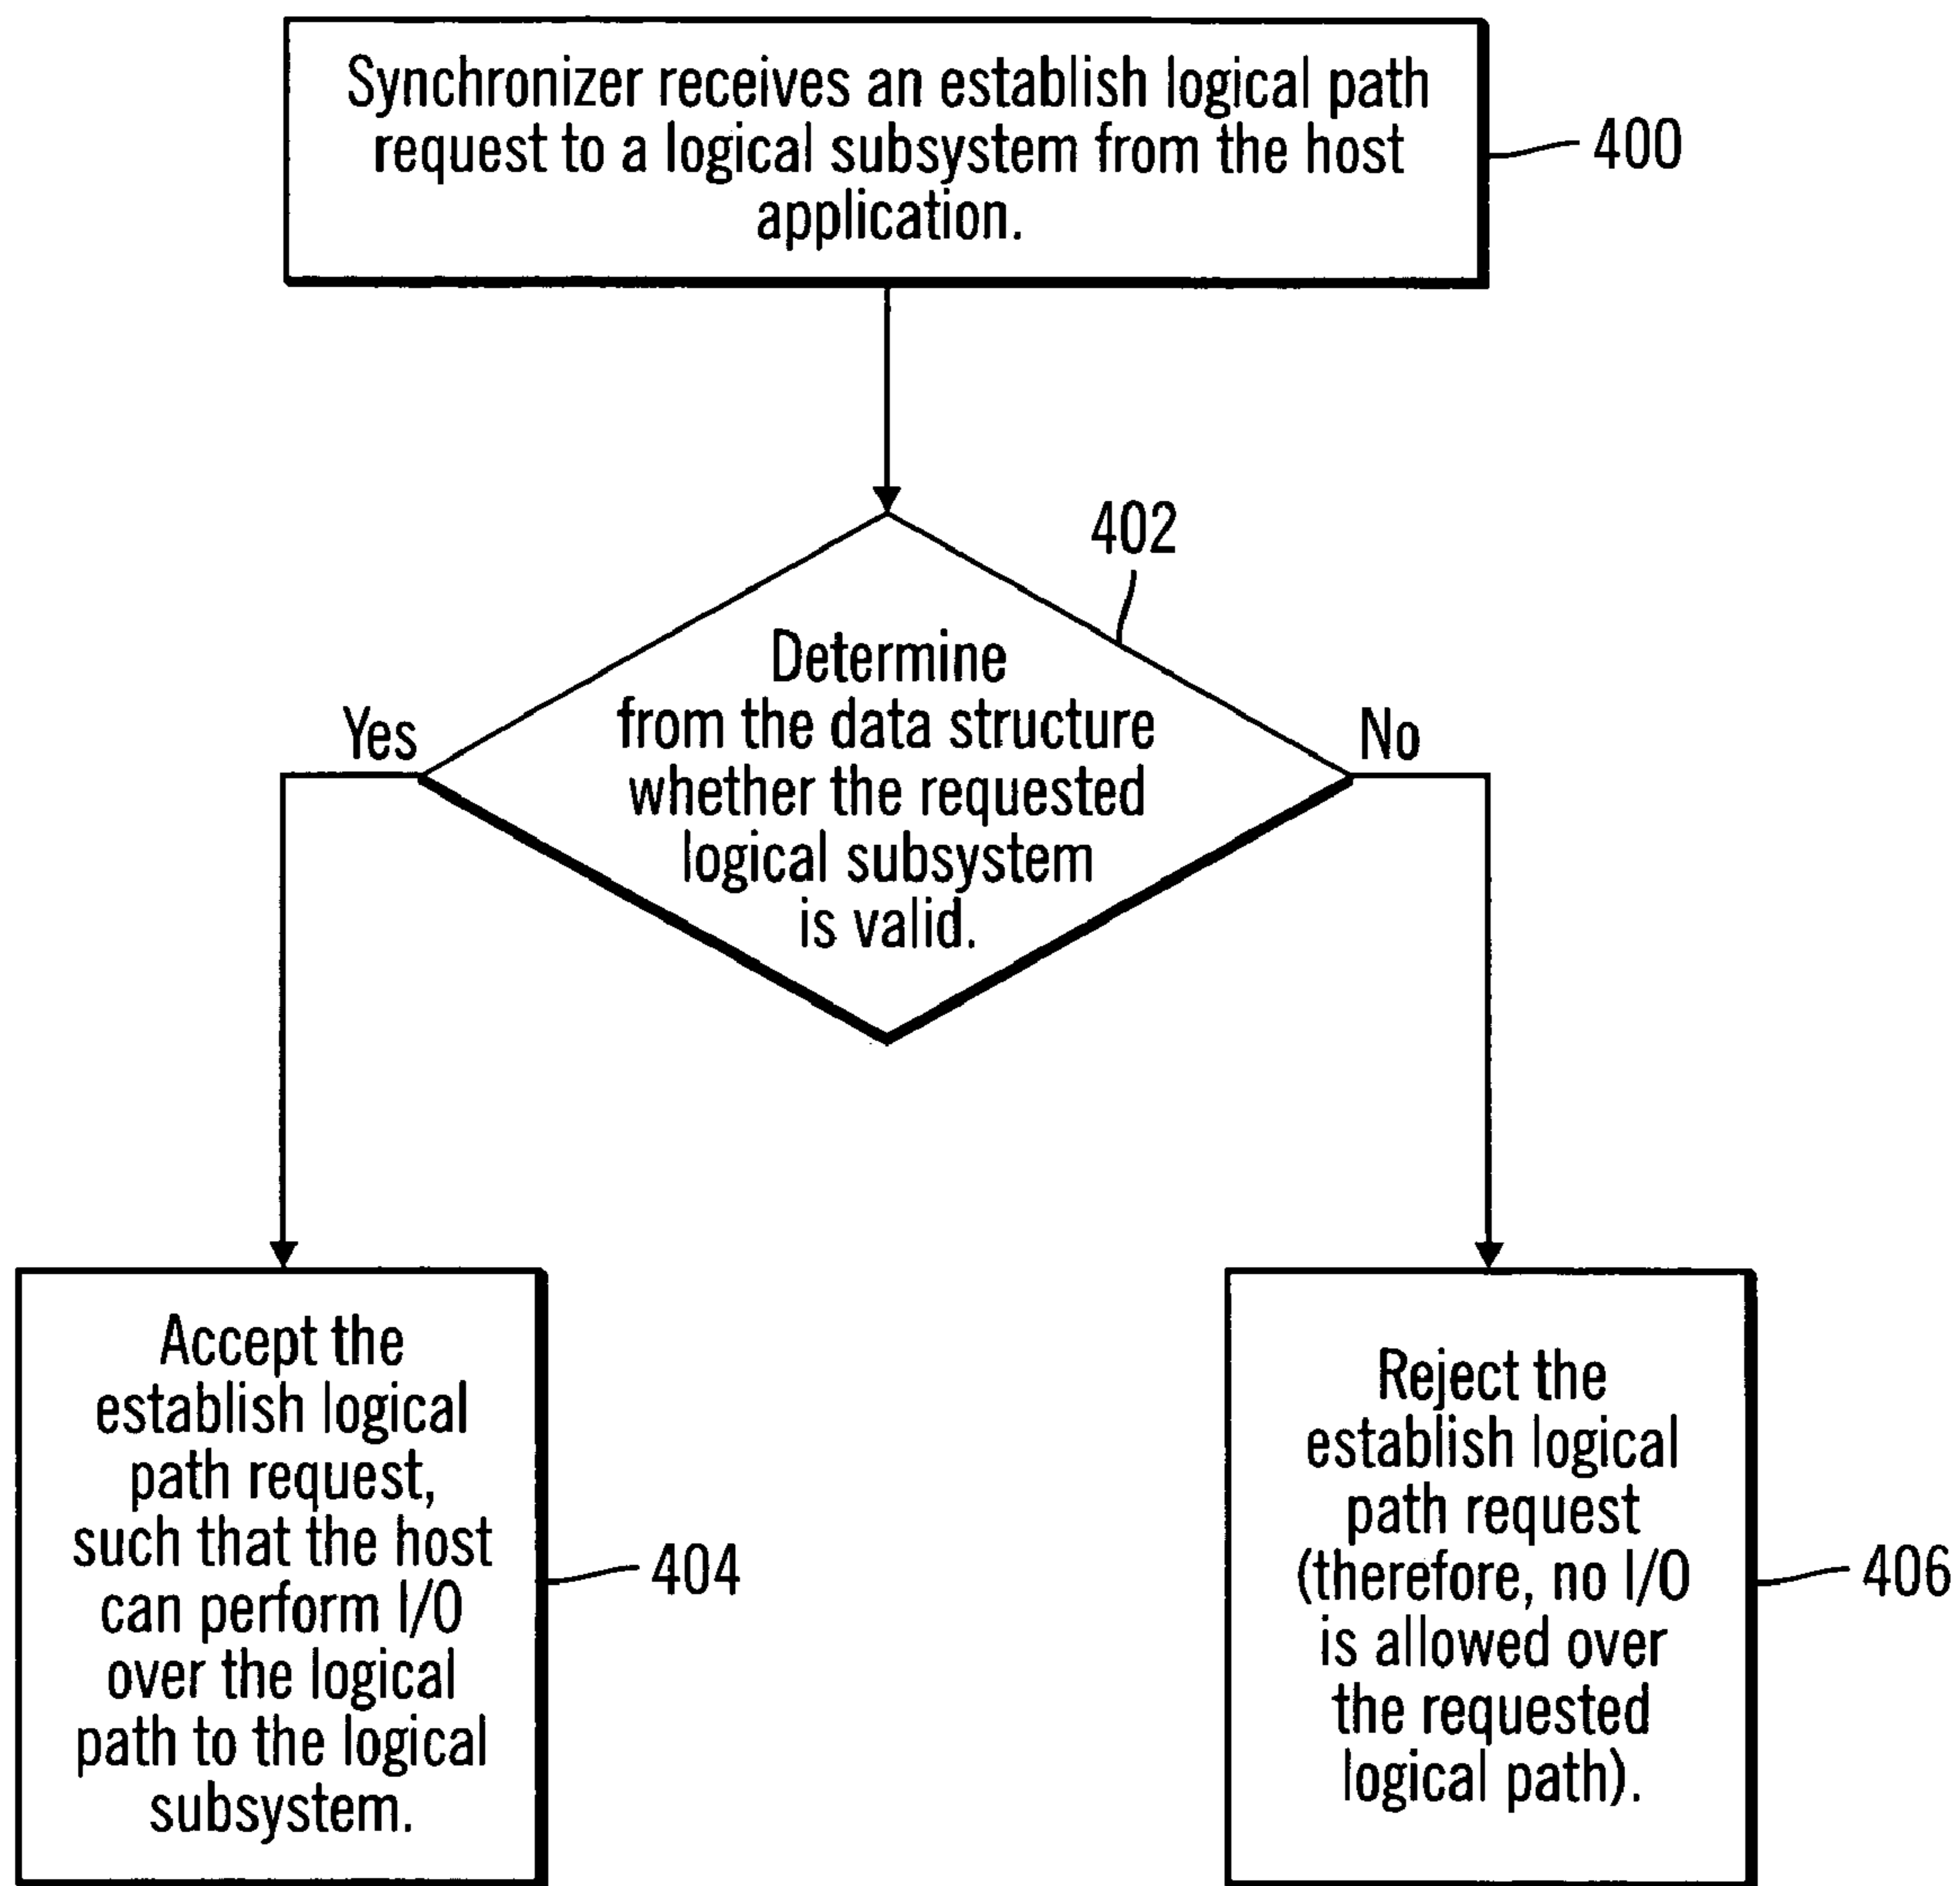 Synchronizer receives an establish logical path
request to a logical subsystem from the host
application.
400
402
Determine
from the data structure
whether the requested
logical subsystem
is valid.
Yes
No
Accept the
establish logical
path request,
such that the host
can perform I/O
over the logical
path to the logical
subsystem.
404
Reject the
establish logical
path request
(therefore, no I/O
is allowed over
the requested
logical path).
406